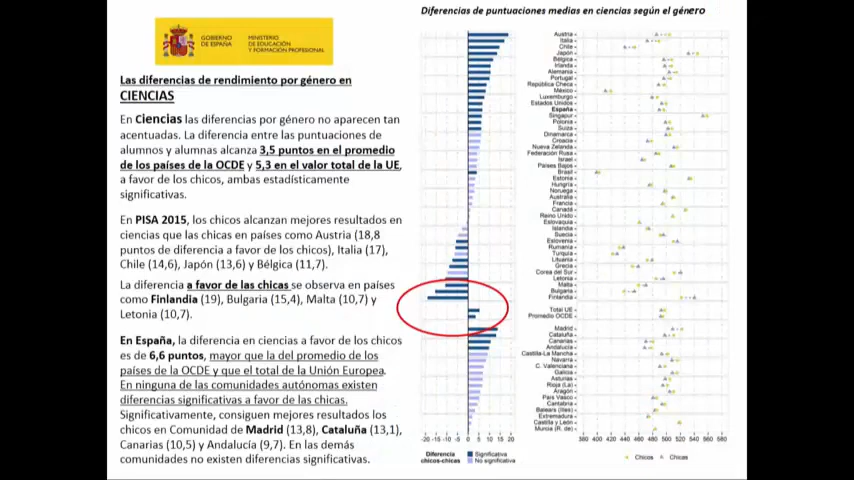 GOBIERNO
DE ESPAÑA
MINISTERIO
DE EDUCACIÓN
Y FORMACIÓN PROFESIONAL
Las diferencias de rendimiento por género en
CIENCIAS
En Ciencias las diferencias por género no aparecen tan
acentuadas. La diferencia entre las puntuaciones de
alumnos y alumnas alcanza 3,5 puntos en el promedio
de los países de la OCDE y 5,3 en el valor total de la UE,
a favor de los chicos, ambas estadísticamente
significativas.
En PISA 2015, los chicos alcanzan mejores resultados en
ciencias que las chicas en países como Austria (18,8
puntos de diferencia a favor de los chicos), Italia (17),
Chile (14,6), Japón (13,6) y Bélgica (11,7).
La diferencia a favor de las chicas se observa en países
como Finlandia (19), Bulgaria (15,4), Malta (10,7) y
Letonia (10,7).
En España, la diferencia en ciencias a favor de los chicos
es de 6,6 puntos, mayor que la del promedio de los
países de la OCDE y que el total de la Unión Europea.
En ninguna de las comunidades autónomas existen
diferencias significativas a favor de las chicas.
Significativamente, consiguen mejores resultados los
chicos en Comunidad de Madrid (13,8), Cataluña (13,1),
Canarias (10,5) y Andalucía (9,7). En las demás
comunidades no existen diferencias significativas.
Diferencias de puntuaciones medias en ciencias según el género
Austria
Italia
Chile
Japón
Bélgica
Irlanda
Alemania
Portugal
República Checa
México
Luxemburgo
Estados Unidos
España
Singapur
Polonia
Suiza
Dinamarca
Croacia
Nueva Zelanda
Federación Rusa
Israel
Países Bajos
Brasil
Estonia
Hungría
Noruega
Australia
Francia
Canadá
Reino Unido
Eslovaquia
Islandia
Suecia
Eslovenia
Rumanía
Turquía
Lituania
Grecia
Corea del Sur
Letonia
Malta
Bulgaria
Finlandia
Total UE
Promedio OCDE
Madrid
Cataluña
Canarias
Andalucía
Castilla-La Mancha
Navarra
C. Valenciana
Galicia
Asturias
Rioja (La)
Aragón
País Vasco
Cantabria
Balears (Illes)
Extremadura
Castilla y León
Murcia (R. de)
-20 -15 -10 -5 0 5 10 15 20
360 380 400 420 440 460 480 500 520 540 560 580
Diferencia
chicos-chicas
Significativa
No significativa
Chicos
Chicas